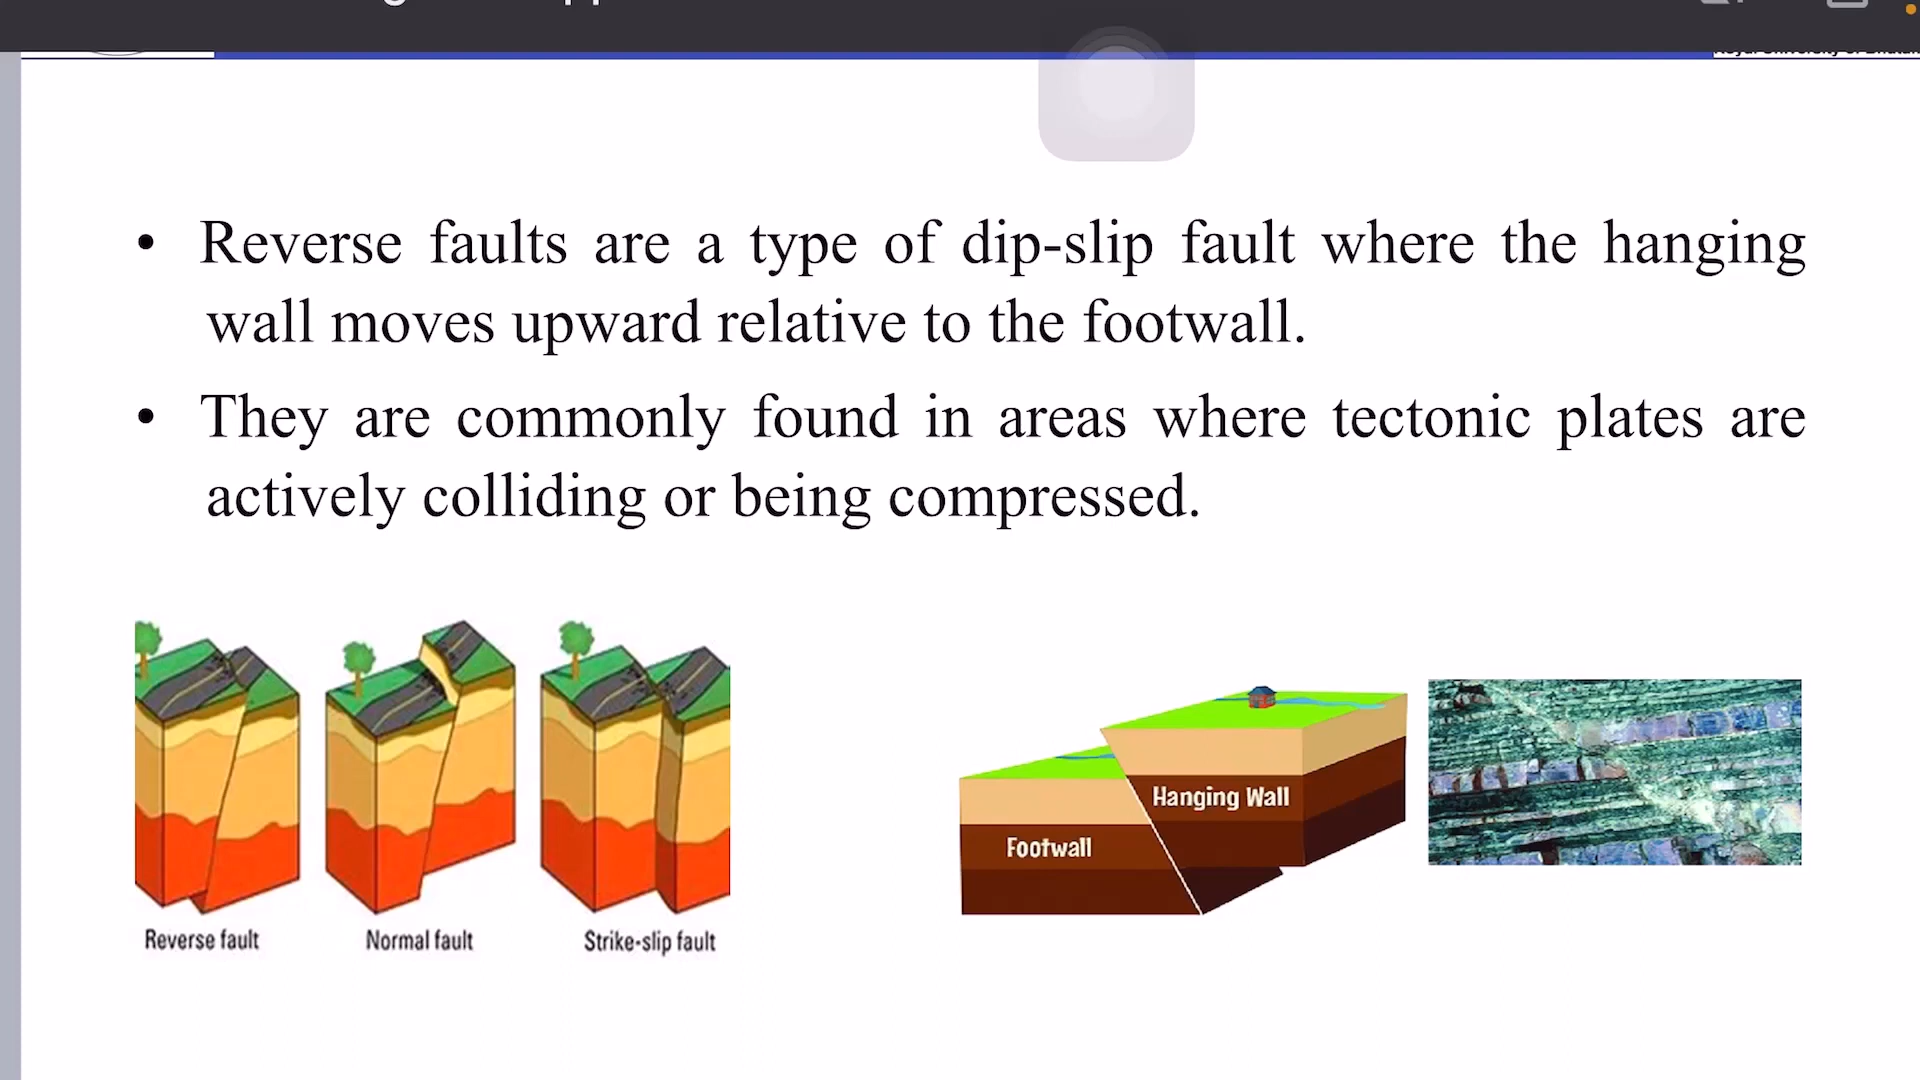 • Reverse faults are a type of dip-slip fault where the hanging
wall moves upward relative to the footwall.
• They are commonly found in areas where tectonic plates are
actively colliding or being compressed.
Hanging Wall
Footwall
Reverse fault
Normal fault
Strike-slip fault